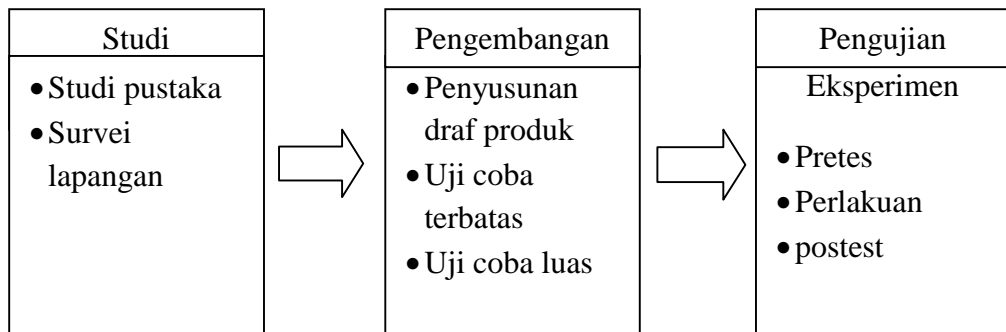 Studi
• Studi pustaka
• Survei
lapangan
Pengembangan
• Penyusunan
draf produk
• Uji coba
terbatas
• Uji coba luas
Pengujian
Eksperimen
• Pretes
• Perlakuan
• postest